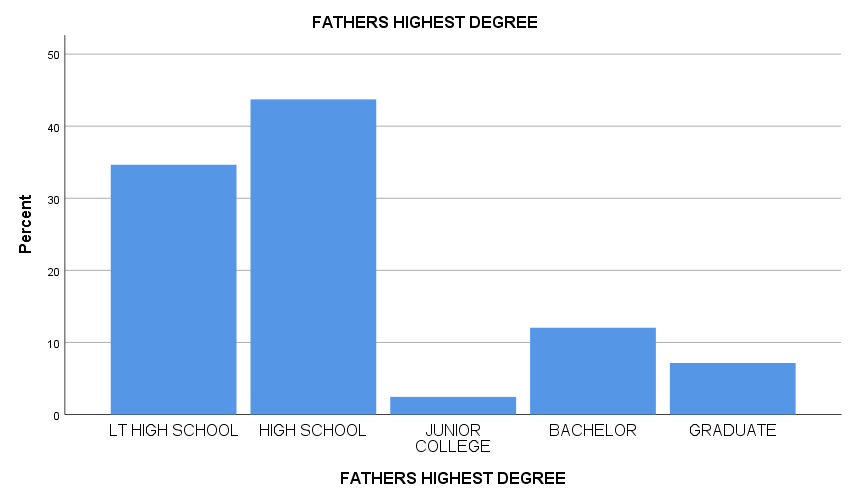 FATHERS HIGHEST DEGREE
50
40
30
20
10
0
Percent
LT HIGH SCHOOL
HIGH SCHOOL
JUNIOR
COLLEGE
BACHELOR
GRADUATE
FATHERS HIGHEST DEGREE